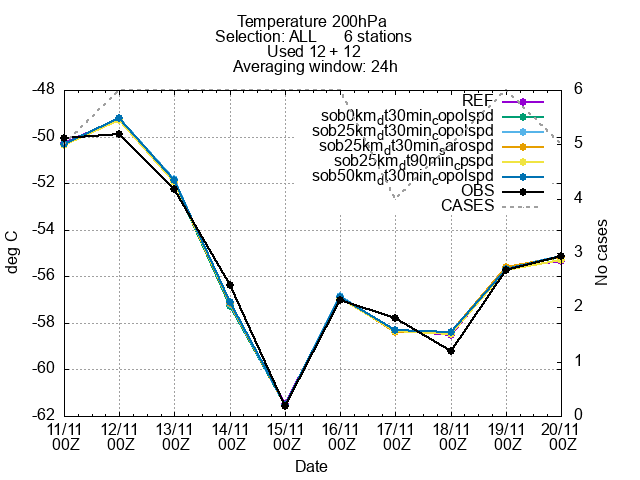 Temperature 200hPa
Selection: ALL 6 stations
Used 12 + 12
Averaging window: 24h
REF
sob0km_dt30min_copolspd
sob25km_dt30min_copolspd
sob25km_dt30min_sarospd
sob25km_dt90min_cpspd
sob50km_dt30min_copolspd
OBS
CASES
-48
-50
-52
-54
-56
-58
-60
-62
deg C
6
5
4
3
2
1
0
No cases
11/11 12/11 13/11 14/11 15/11 16/11 17/11 18/11 19/11 20/11
00Z 00Z 00Z 00Z 00Z 00Z 00Z 00Z 00Z 00Z
Date